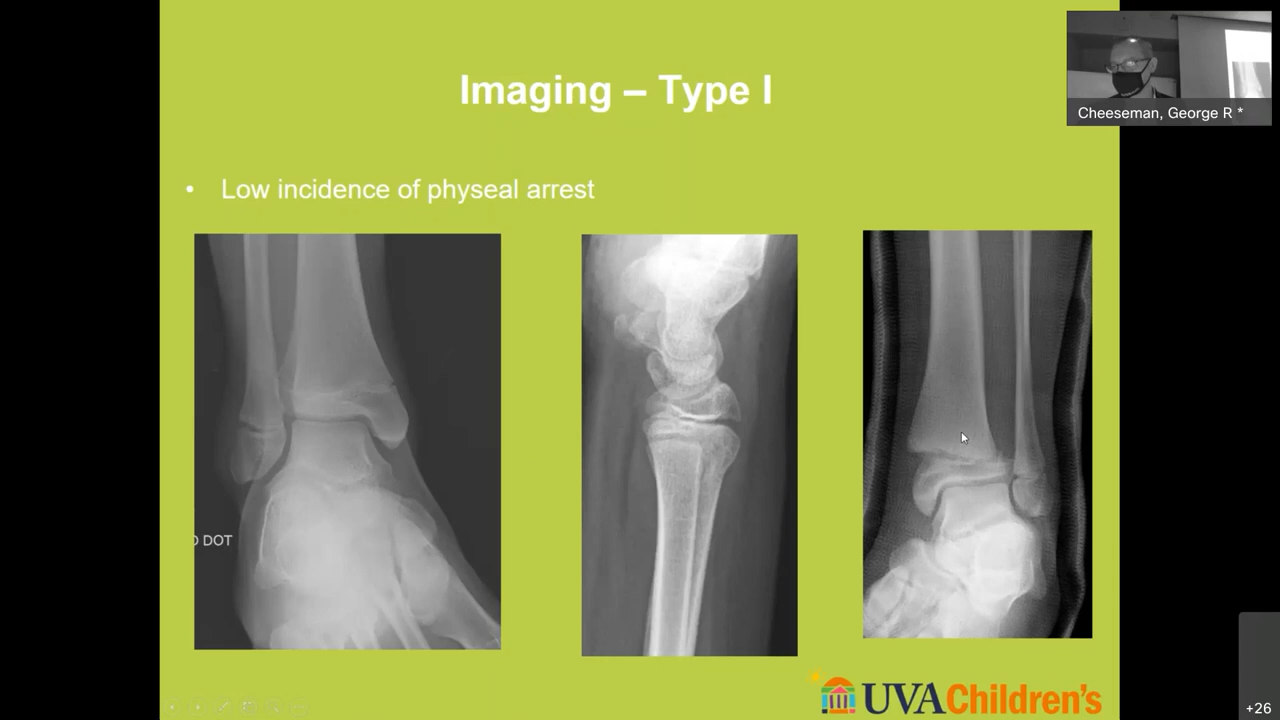 Imaging – Type I
Cheeseman, George R *
• Low incidence of physeal arrest
DOT
UVA Children's
+26